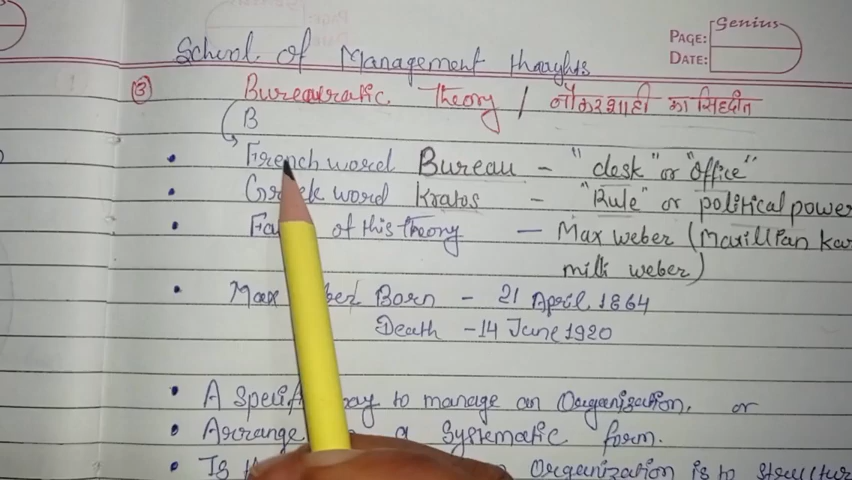 Genius
PAGE:
DATE:
School of Management thoughts
③ Bureaucratic Theory / नौकरशाही का सिद्दांत
B
• French word Bureau - "desk" or "Office"
• Greek word Kratos - "Rule" or political power
• of this theory - Max weber (Maxillian Kar
milli weber)
• Max Born - 21 April 1864
Death - 14 June 1920
• A to manage an Organization. or
• Arrange a Systematic form.
• Organization is to structur